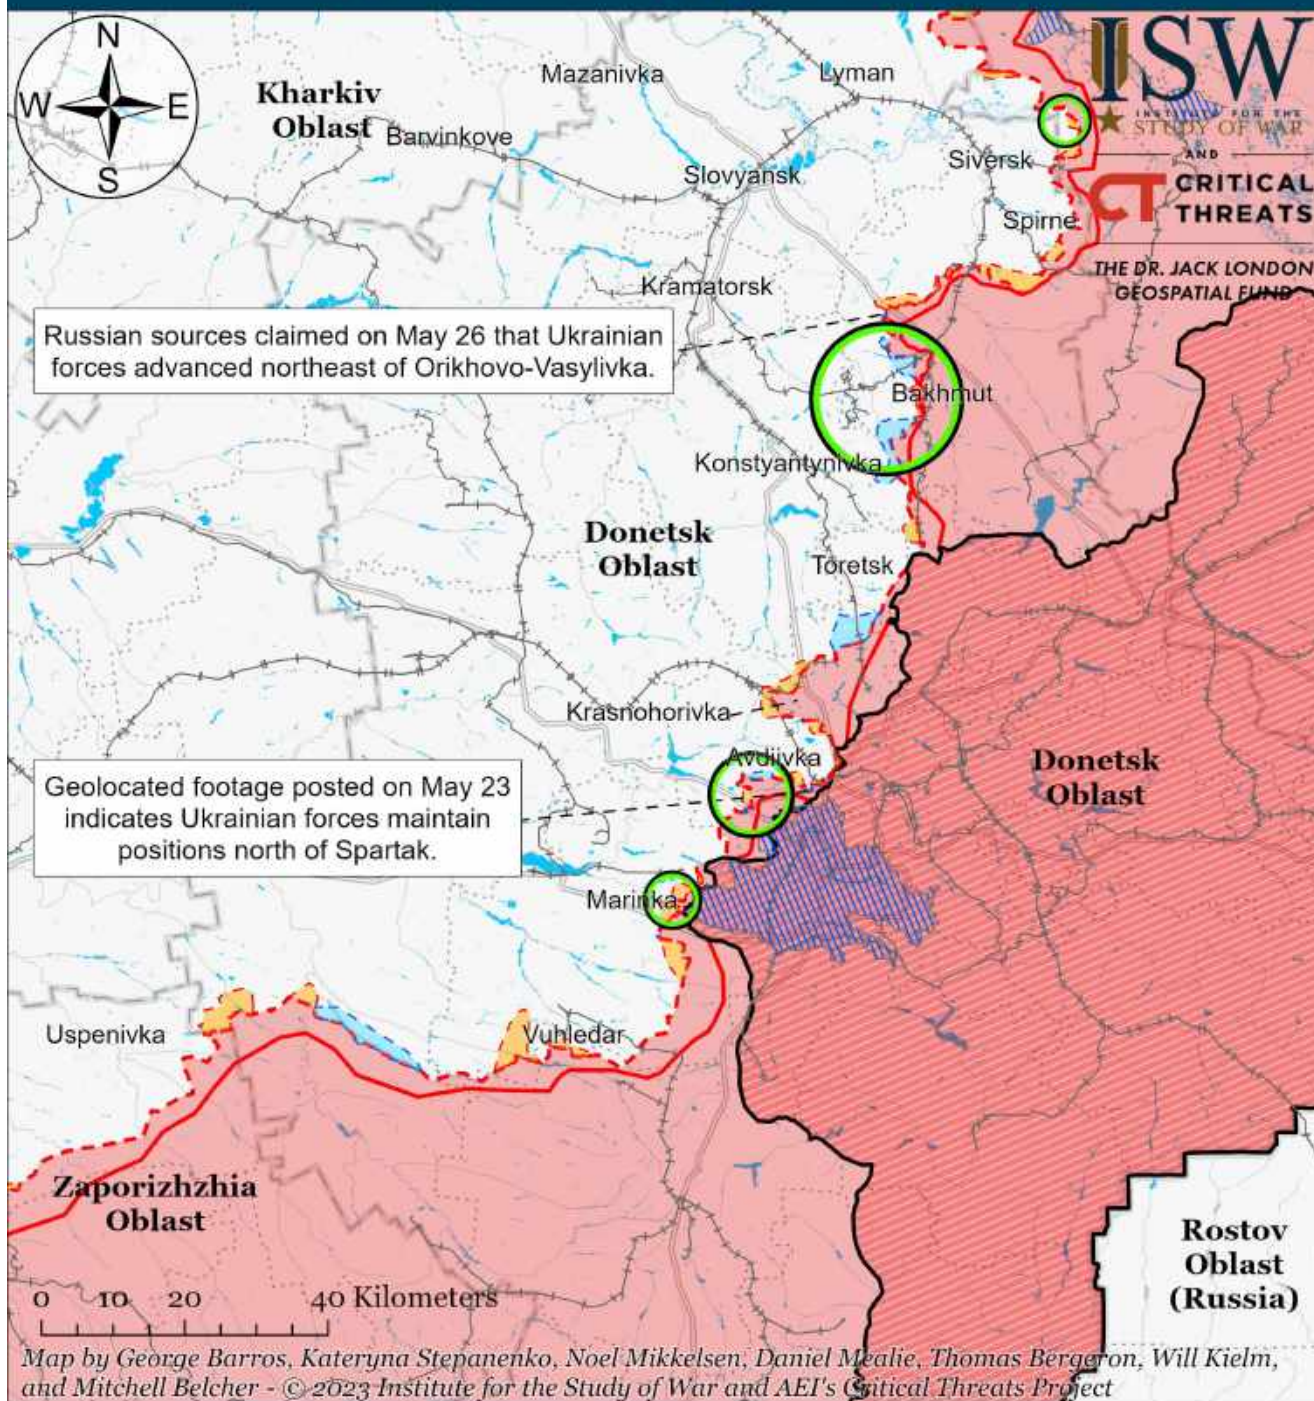 N
W
E
S
ISW
INSTITUTE FOR THE
STUDY OF WAR
AND
CT CRITICAL
THREATS
THE DR. JACK LONDON
GEOSPATIAL FUND
Kharkiv
Oblast
Mazanivka
Lyman
Barvinkove
Siversk
Slovyansk
Spirne
Kramatorsk
Russian sources claimed on May 26 that Ukrainian
forces advanced northeast of Orikhovo-Vasylivka.
Bakhmut
Konstyantynivka
Donetsk
Oblast
Toretsk
Krasnohorivka
Avdiivka
Donetsk
Oblast
Geolocated footage posted on May 23
indicates Ukrainian forces maintain
positions north of Spartak.
Marinka
Uspenivka
Vuhledar
Zaporizhzhia
Oblast
Rostov
Oblast
(Russia)
0 10 20 40 Kilometers
Map by George Barros, Kateryna Stepanenko, Noel Mikkelsen, Daniel Mealie, Thomas Bergeron, Will Kielm,
and Mitchell Belcher - © 2023 Institute for the Study of War and AEI's Critical Threats Project